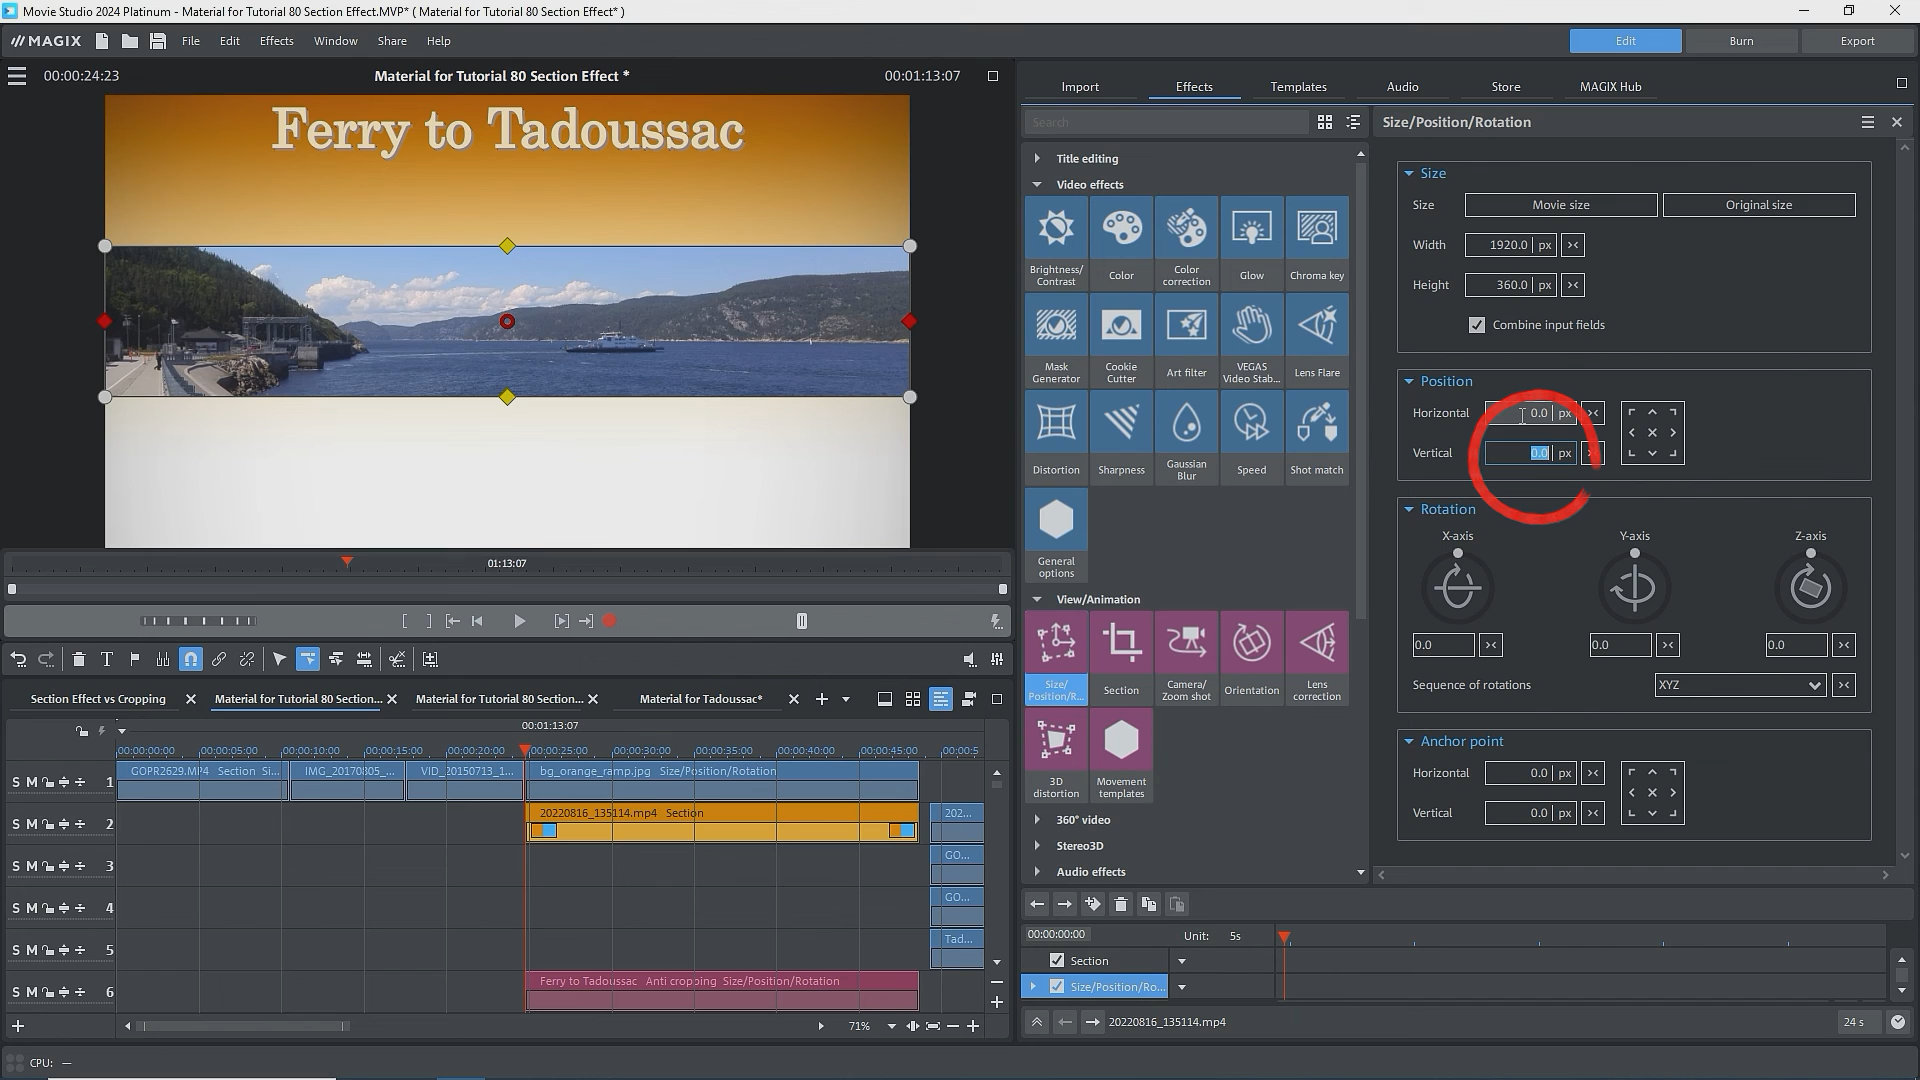 Movie Studio 2024 Platinum - Material for Tutorial 80 Section Effect.MVP* ( Material for Tutorial 80 Section Effect* )
MAGIX File Edit Effects Window Share Help Edit Burn Export
00:00:24:23 Material for Tutorial 80 Section Effect * 00:01:13:07
Ferry to Tadoussac
01:13:07
Import Effects Templates Audio Store MAGIX Hub
Search
Title editing
Video effects
Brightness/
Contrast
Color
Color
correction
Glow
Chroma key
Mask
Generator
Cookie
Cutter
Art filter
VEGAS
Video Stab...
Lens Flare
Distortion
Sharpness
Gaussian
Blur
Speed
Shot match
General
options
View/Animation
Size/
Position/R...
Section
Camera/
Zoom shot
Orientation
Lens
correction
3D
distortion
Movement
templates
360° video
Stereo3D
Audio effects
Size/Position/Rotation
Size
Size Movie size Original size
Width 1920.0 px
Height 360.0 px
Combine input fields
Position
Horizontal 0.0 px
Vertical 0.0 px
Rotation
X-axis Y-axis Z-axis
0.0 0.0 0.0
Sequence of rotations XYZ
Anchor point
Horizontal 0.0 px
Vertical 0.0 px
Section Effect vs Cropping Material for Tutorial 80 Section... Material for Tutorial 80 Section... Material for Tadoussac*
00:01:13:07
00:00:00:00 00:00:05:00 00:00:10:00 00:00:15:00 00:00:20:00 00:00:25:00 00:00:30:00 00:00:35:00 00:00:40:00 00:00:45:00 00:00:5
S M 1 GOPR2629.MP4 Section Si... IMG_20170805_... VID_20150713_1... bg_orange_ramp.jpg Size/Position/Rotation
S M 2 20220816_135114.mp4 Section 202...
S M 3 GO...
S M 4 GO...
S M 5 Tad...
S M 6 Ferry to Tadoussac Anti cropping Size/Position/Rotation
71%
00:00:00:00 Unit: 5s
Section
Size/Position/Ro...
20220816_135114.mp4 24 s
CPU: —